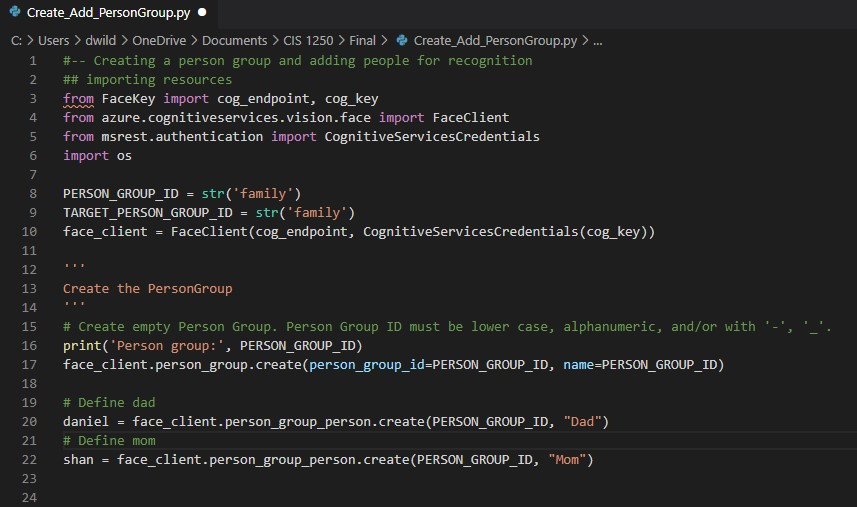 Create_Add_PersonGroup.py ●
C: > Users > dwild > OneDrive > Documents > CIS 1250 > Final > Create_Add_PersonGroup.py > ...
1 #-- Creating a person group and adding people for recognition
2 ## importing resources
3 from FaceKey import cog_endpoint, cog_key
4 from azure.cognitiveservices.vision.face import FaceClient
5 from msrest.authentication import CognitiveServicesCredentials
6 import os
7
8 PERSON_GROUP_ID = str('family')
9 TARGET_PERSON_GROUP_ID = str('family')
10 face_client = FaceClient(cog_endpoint, CognitiveServicesCredentials(cog_key))
11
12 '''
13 Create the PersonGroup
14 '''
15 # Create empty Person Group. Person Group ID must be lower case, alphanumeric, and/or with '-', '_'.
16 print('Person group:', PERSON_GROUP_ID)
17 face_client.person_group.create(person_group_id=PERSON_GROUP_ID, name=PERSON_GROUP_ID)
18
19 # Define dad
20 daniel = face_client.person_group_person.create(PERSON_GROUP_ID, "Dad")
21 # Define mom
22 shan = face_client.person_group_person.create(PERSON_GROUP_ID, "Mom")
23
24